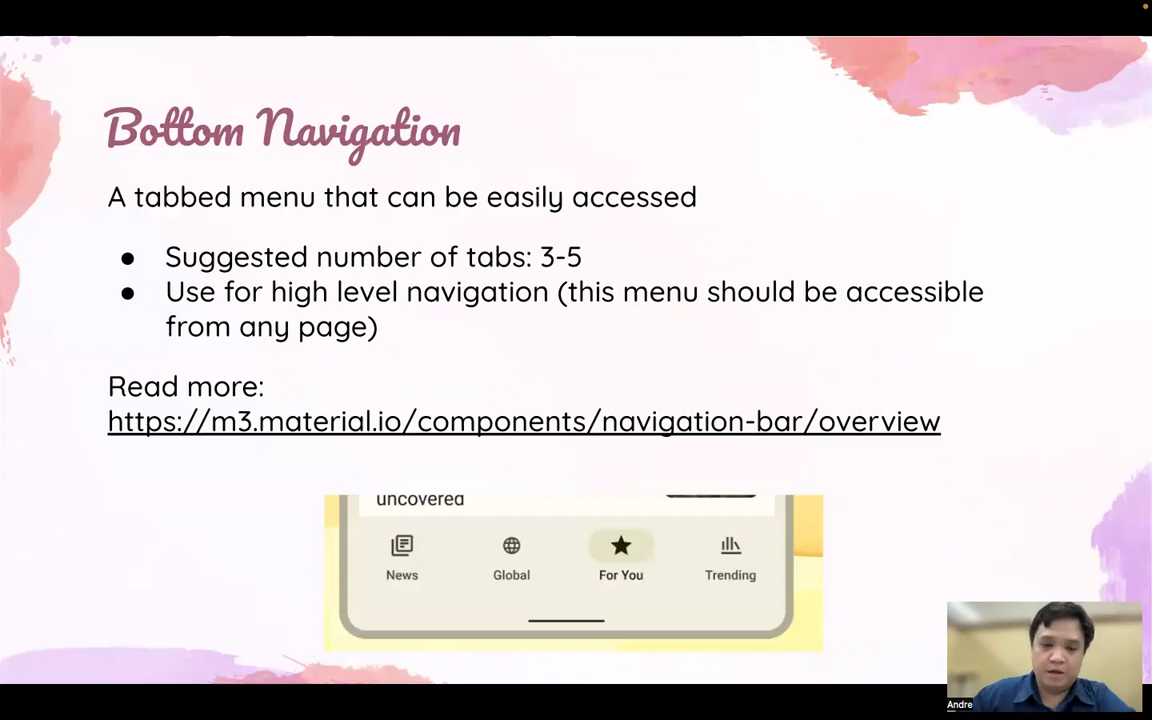 Bottom Navigation
A tabbed menu that can be easily accessed
● Suggested number of tabs: 3-5
● Use for high level navigation (this menu should be accessible
from any page)
Read more:
https://m3.material.io/components/navigation-bar/overview
uncovered
News Global For You Trending
Andre